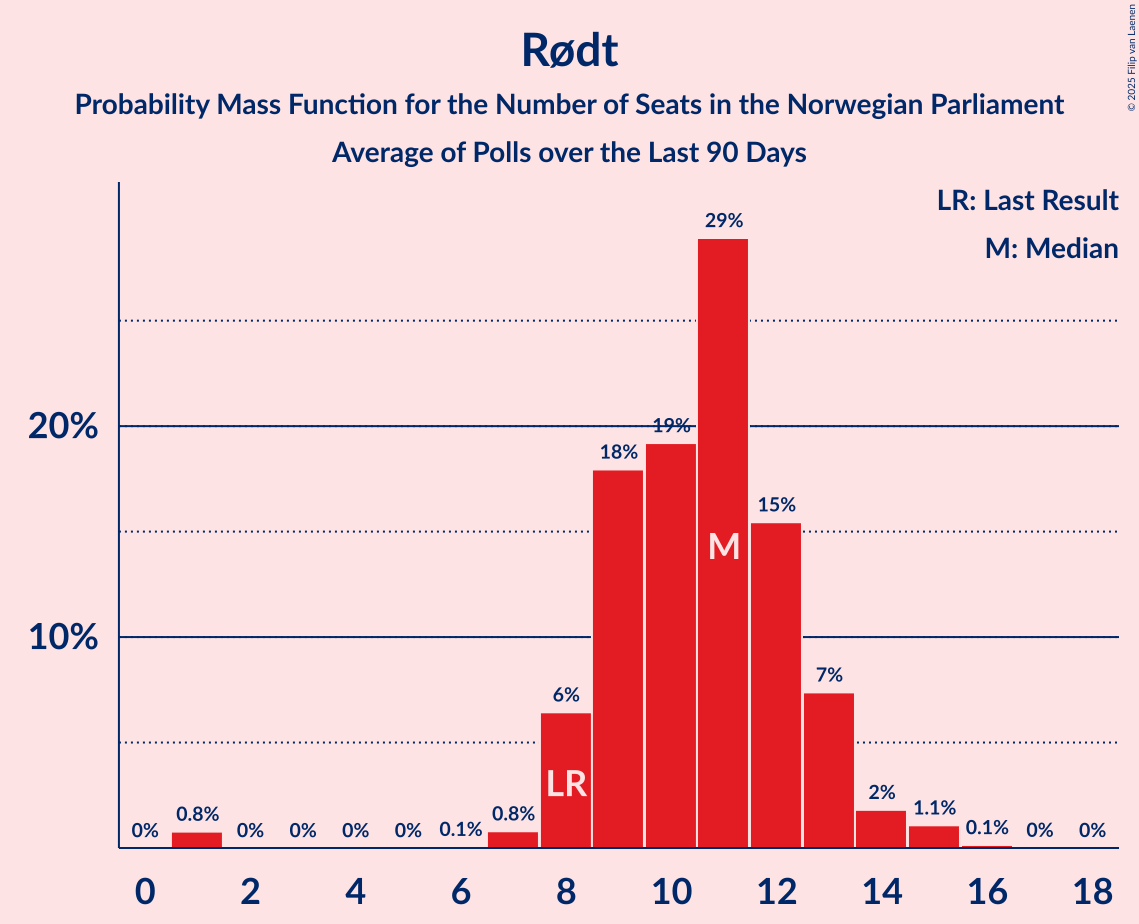 Rødt
Probability Mass Function for the Number of Seats in the Norwegian Parliament
Average of Polls over the Last 90 Days
© 2025 Filip van Laenen
LR: Last Result
M: Median
20%
10%
0%
0.8%
0%
0%
0%
0%
0.1%
0.8%
6%
18%
19%
29%
15%
7%
2%
1.1%
0.1%
0%
0%
LR
M
0 2 4 6 8 10 12 14 16 18